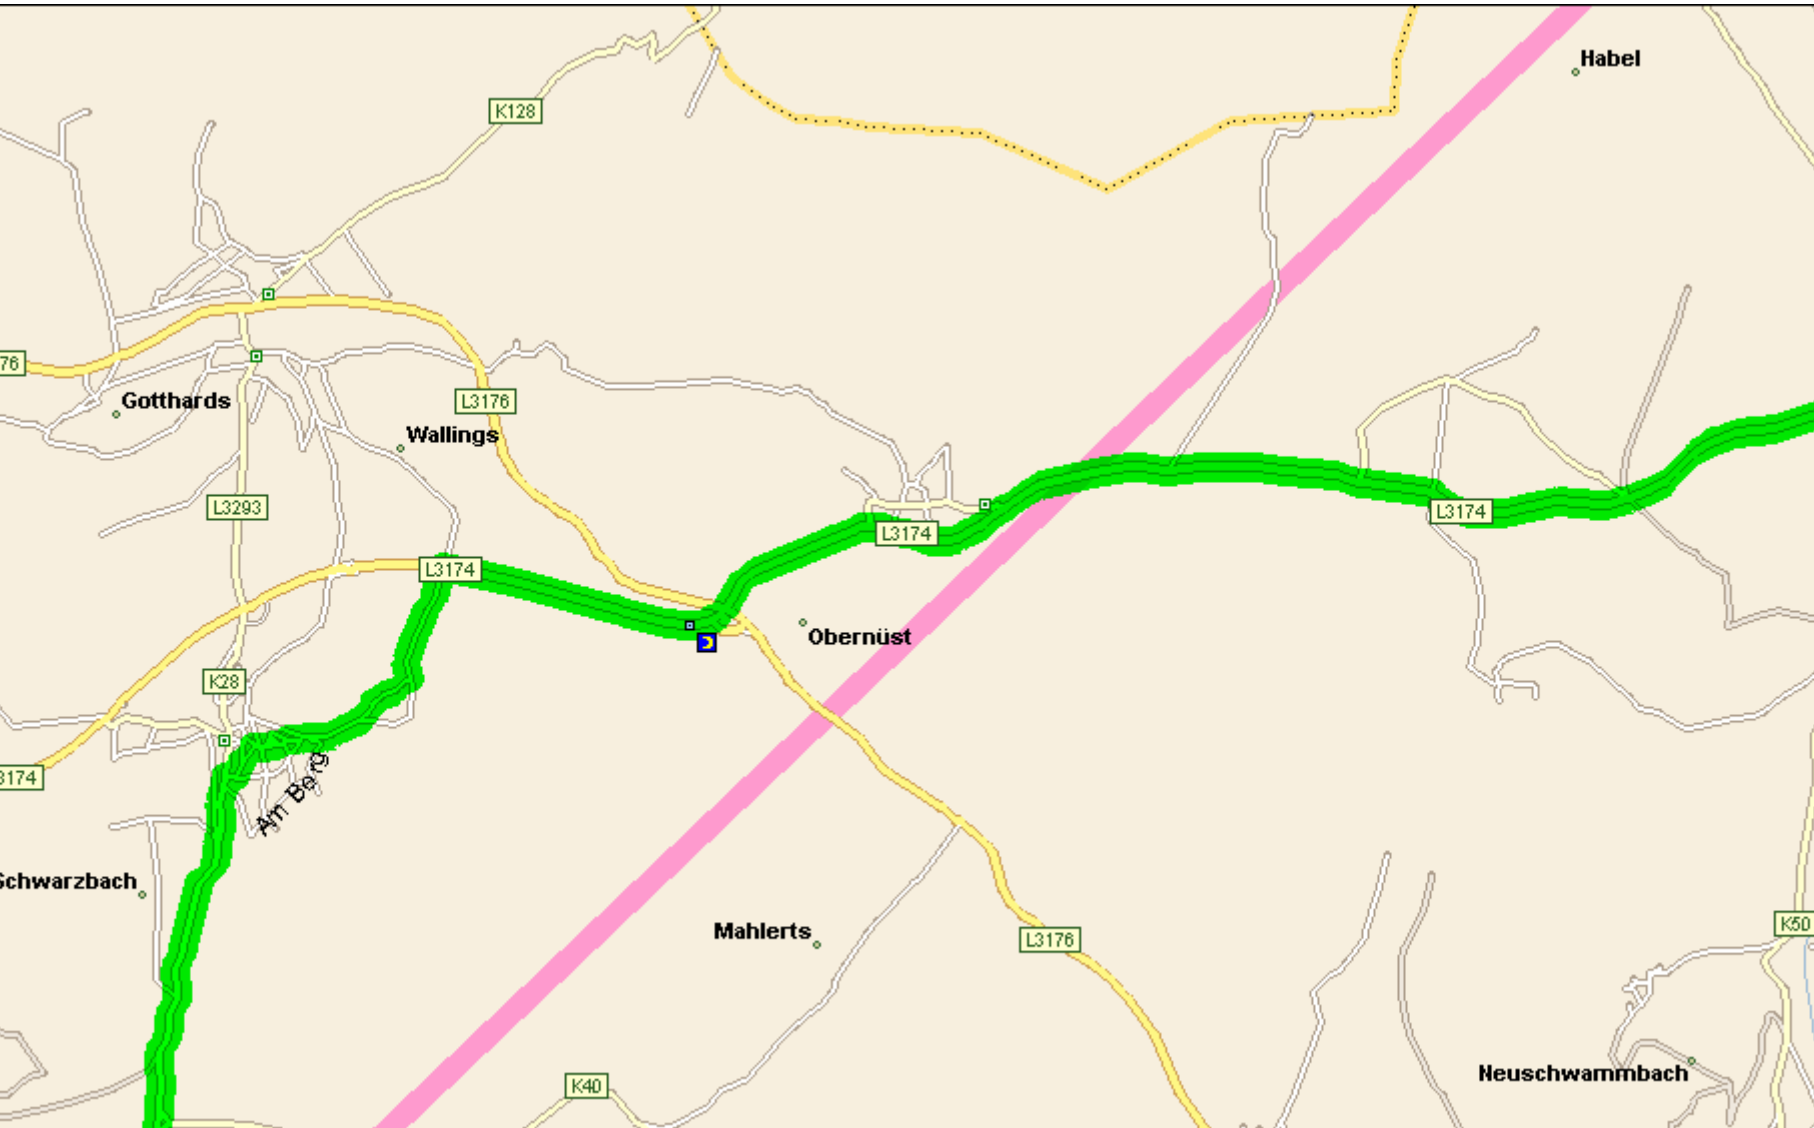 Habel
K128
76
Gotthards
L3176
Wallings
L3293
L3174
L3174
L3174
Obernüst
K28
3174
Am Berg
Schwarzbach
Mahlerts
L3176
K50
Neuschwammbach
K40